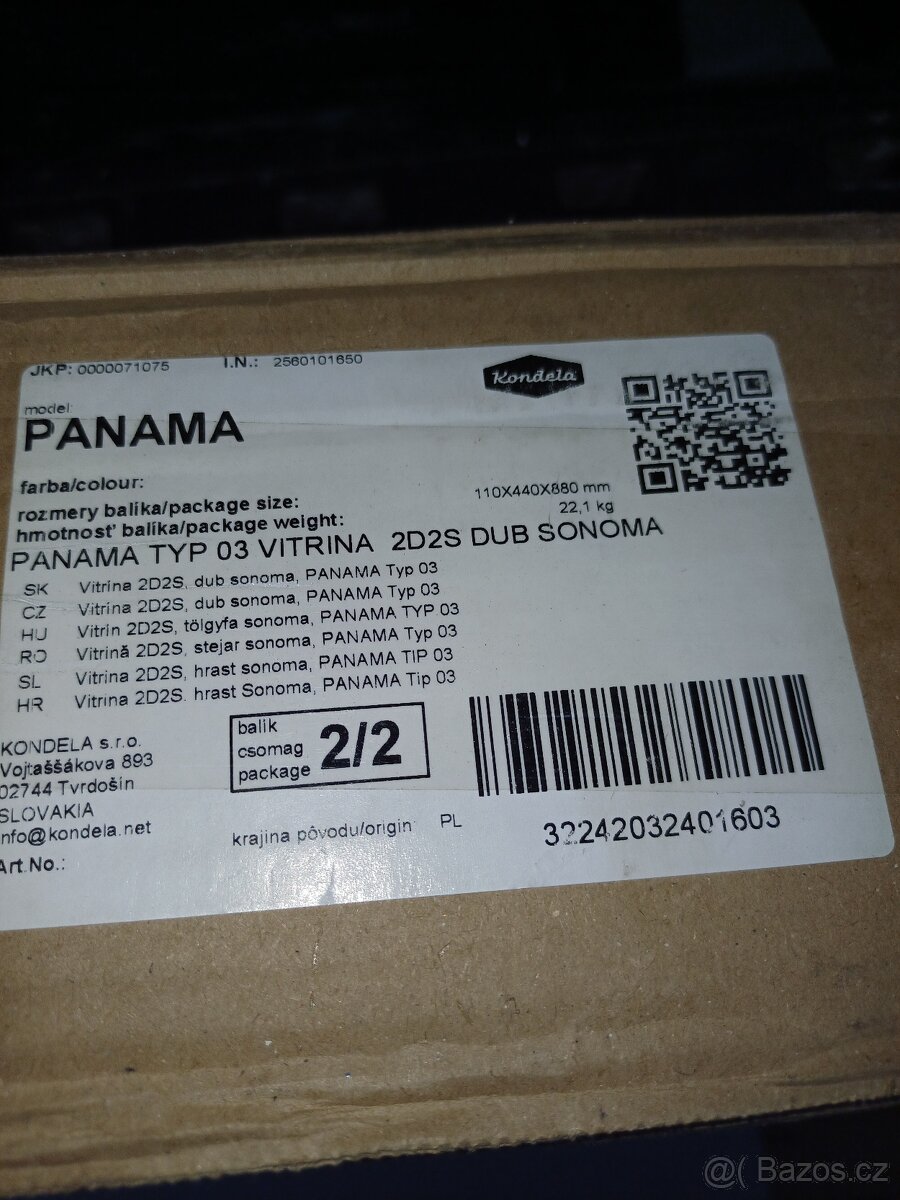 JKP: 0000071075 I.N.: 2560101650
Kondela
model:
PANAMA
farba/colour:
rozmery balíka/package size: 110X440X880 mm
hmotnosť balíka/package weight: 22,1 kg
PANAMA TYP 03 VITRINA 2D2S DUB SONOMA
SK Vitrína 2D2S, dub sonoma, PANAMA Typ 03
CZ Vitrína 2D2S, dub sonoma, PANAMA Typ 03
HU Vitrin 2D2S, tölgyfa sonoma, PANAMA TYP 03
RO Vitrină 2D2S, stejar sonoma, PANAMA Typ 03
SL Vitrina 2D2S, hrast sonoma, PANAMA TIP 03
HR Vitrina 2D2S. hrast Sonoma, PANAMA Tip 03
KONDELA s.r.o.
Vojtaššákova 893
02744 Tvrdošín
SLOVAKIA
info@kondela.net
Art.No.:
balík
csomag
package
2/2
krajina pôvodu/origin PL
32242032401603
@( Bazos.cz